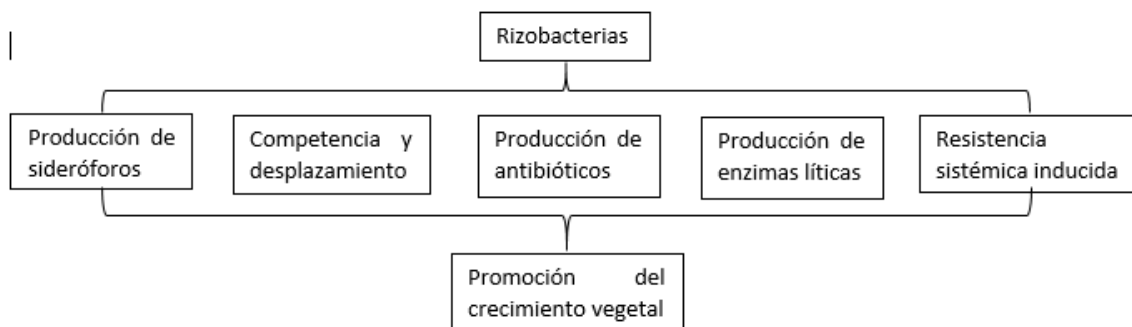 Rizobacterias
Producción de
sideróforos
Competencia y
desplazamiento
Producción de
antibióticos
Producción de
enzimas líticas
Resistencia
sistémica inducida
Promoción del
crecimiento vegetal